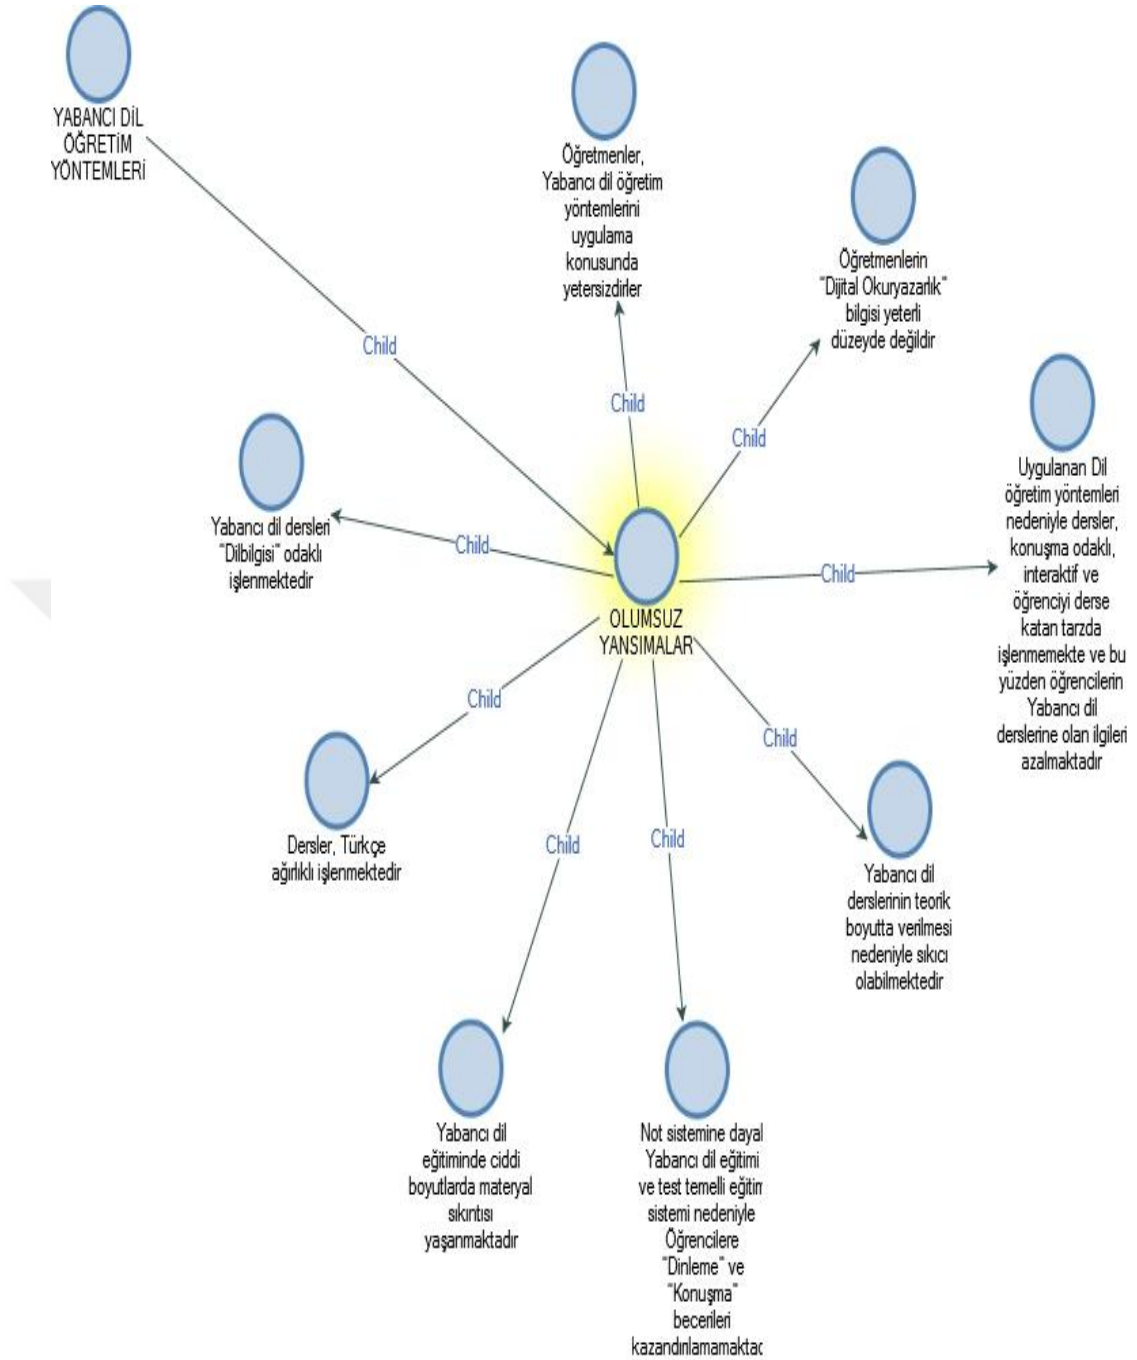 YABANCI DİL
ÖĞRETİM
YÖNTEMLERİ
Öğretmenler,
Yabancı dil öğretim
yöntemlerini
uygulama
konusunda
yetersizdirler
Öğretmenlerin
"Dijital Okuryazarlık"
bilgisi yeterli
düzeyde değildir
Child
Child
Child
Uygulanan Dil
öğretim yöntemleri
nedeniyle dersler,
konuşma odaklı,
interaktif ve
öğrenciyi derse
katan tarzda
işlenmemekte ve bu
yüzden öğrencilerin
Yabancı dil
derslerine olan ilgileri
azalmaktadır
Yabancı dil dersleri
"Dilbilgisi" odaklı
işlenmektedir
Child
Child
OLUMSUZ
YANSIMALAR
Child
Child
Dersler, Türkçe
ağırlıklı işlenmektedir
Child
Child
Yabancı dil
derslerinin teorik
boyutta verilmesi
nedeniyle sıkıcı
olabilmektedir
Yabancı dil
eğitiminde ciddi
boyutlarda materyal
sıkıntısı
yaşanmaktadır
Not sistemine dayal
Yabancı dil eğitimi
ve test temelli eğitim
sistemi nedeniyle
Öğrencilere
"Dinleme" ve
"Konuşma"
becerileri
kazandırılamamaktad